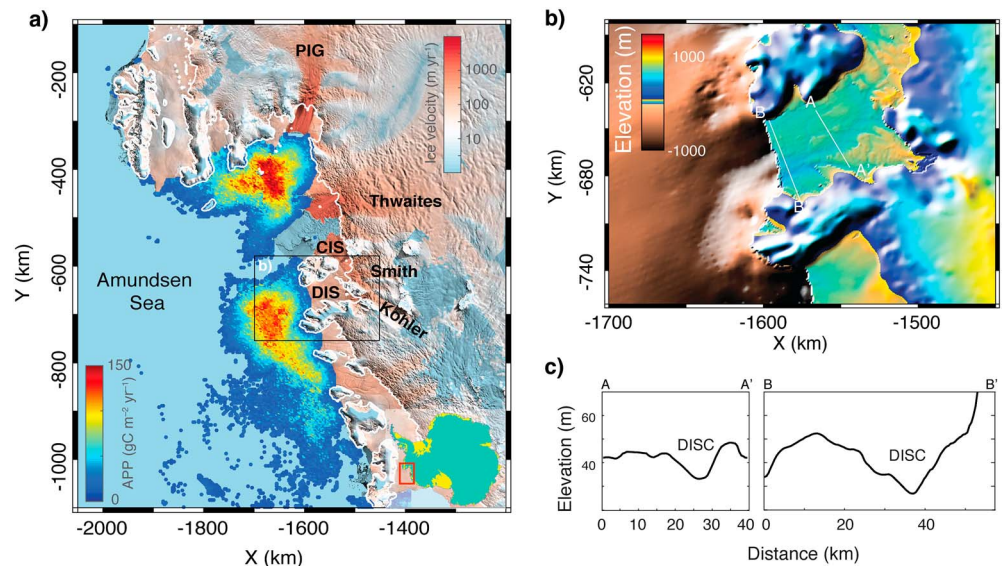 a)
PIG
1000
100
10
Ice velocity (m yr⁻¹)
Thwaites
CIS
b)
Smith
DIS
Kohler
Amundsen
Sea
150
0
APP (gC m⁻² yr⁻¹)
-200
-400
-600
-800
-1000
Y (km)
-2000
-1800
-1600
-1400
X (km)
b)
Elevation (m)
1000
-1000
A
A'
B
B'
-620
-680
-740
Y (km)
-1700
-1600
-1500
X (km)
c)
A
A'
B
B'
60
40
Elevation (m)
DISC
DISC
0
10
20
30
40
0
20
40
Distance (km)